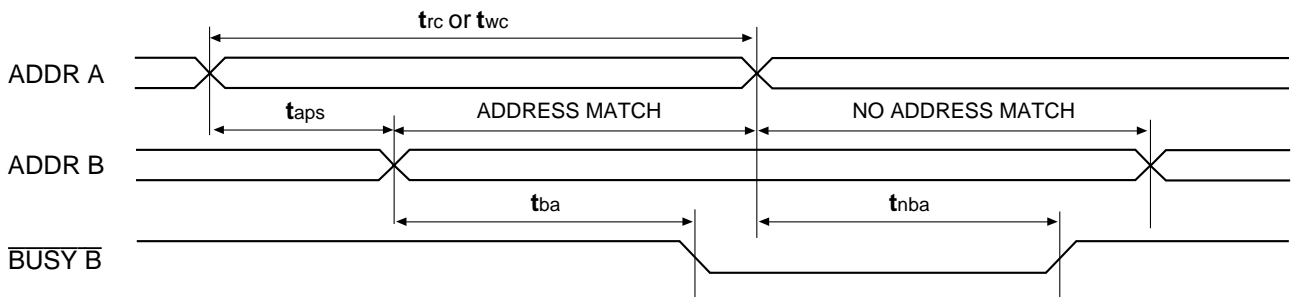 trc or twc
ADDR A
taps ADDRESS MATCH NO ADDRESS MATCH
ADDR B
tba tnba
BUSY B